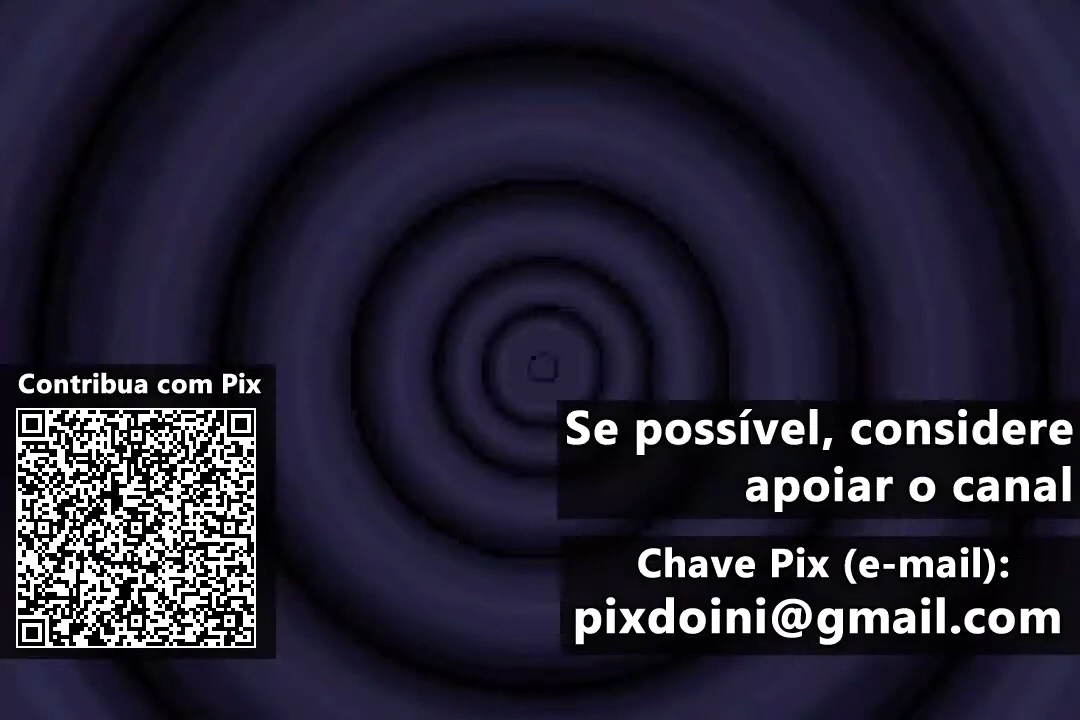 Contribua com Pix
Se possível, considere
apoiar o canal
Chave Pix (e-mail):
pixdoini@gmail.com